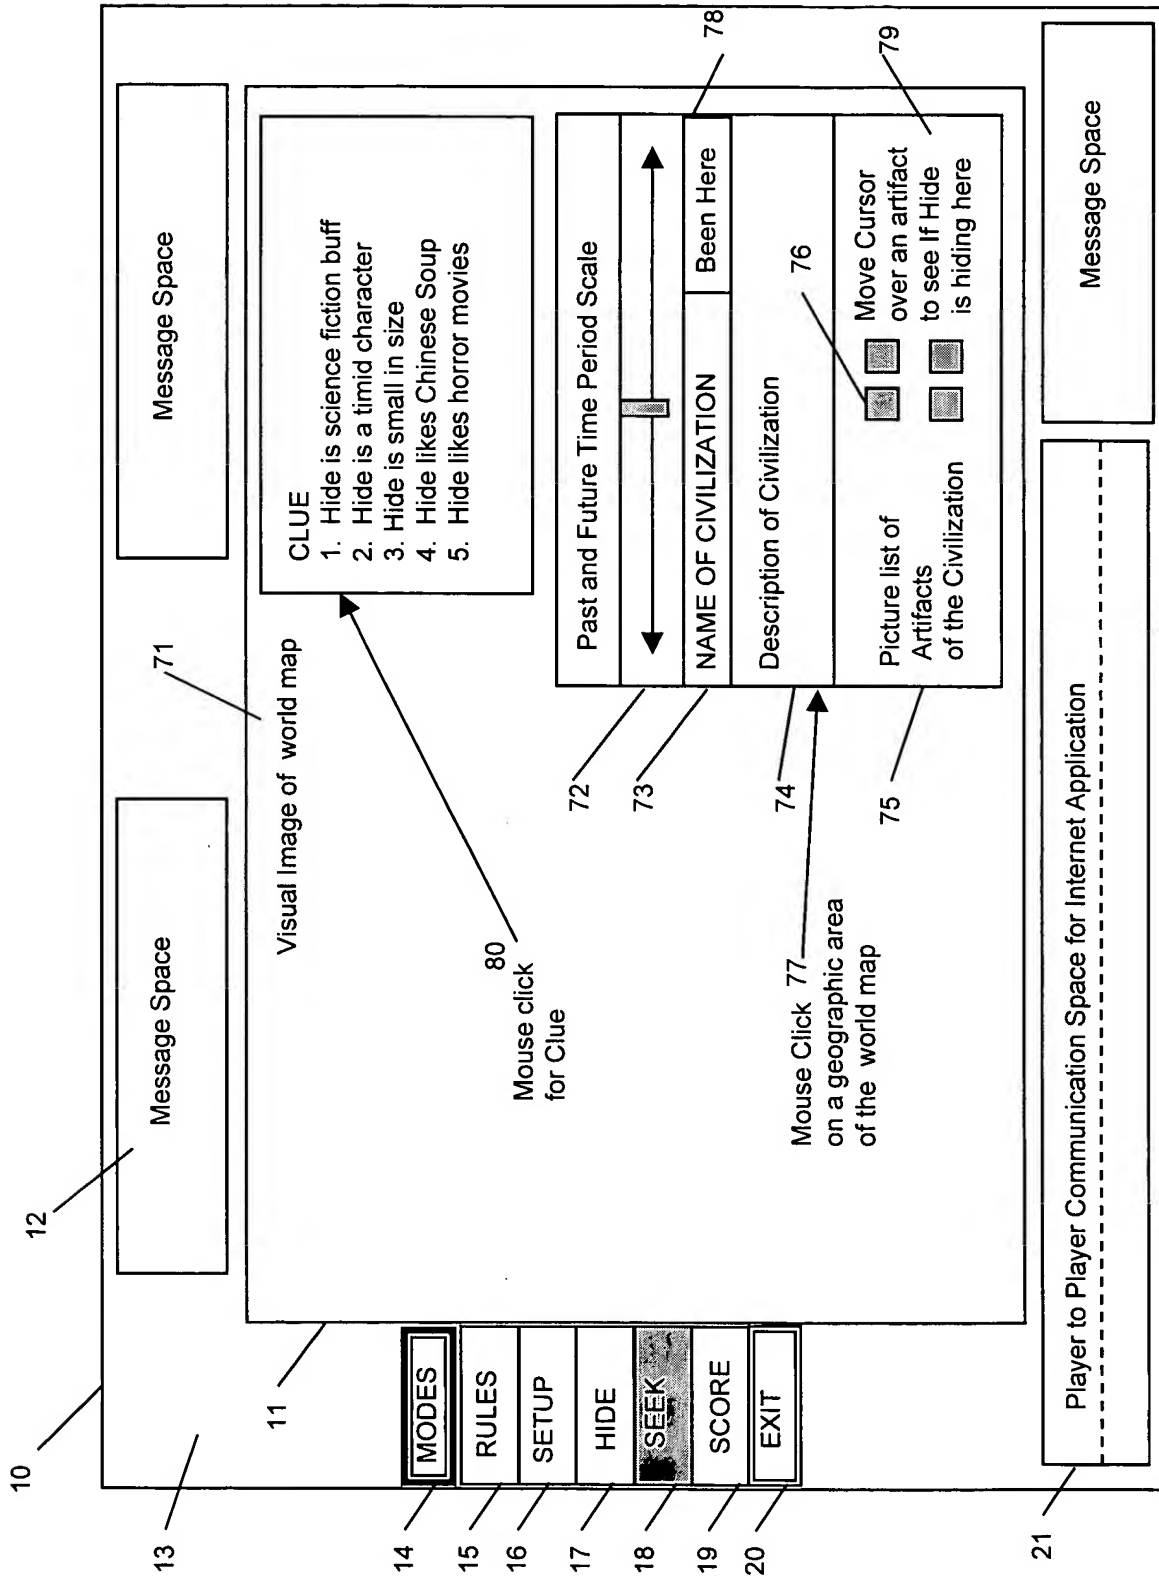 10
12
13
Message Space
Message Space
71
Visual Image of world map
11
CLUE
1. Hide is science fiction buff
2. Hide is a timid character
3. Hide is small in size
4. Hide likes Chinese Soup
5. Hide likes horror movies
80
Mouse click
for Clue
14
MODES
15
RULES
16
SETUP
17
HIDE
18
SEEK
19
SCORE
20
EXIT
Past and Future Time Period Scale
72
73
NAME OF CIVILIZATION
Been Here
78
74
Description of Civilization
Mouse Click 77
on a geographic area
of the world map
75
Picture list of
Artifacts
of the Civilization
76
Move Cursor
over an artifact
to see If Hide
is hiding here
79
21
Player to Player Communication Space for Internet Application
Message Space